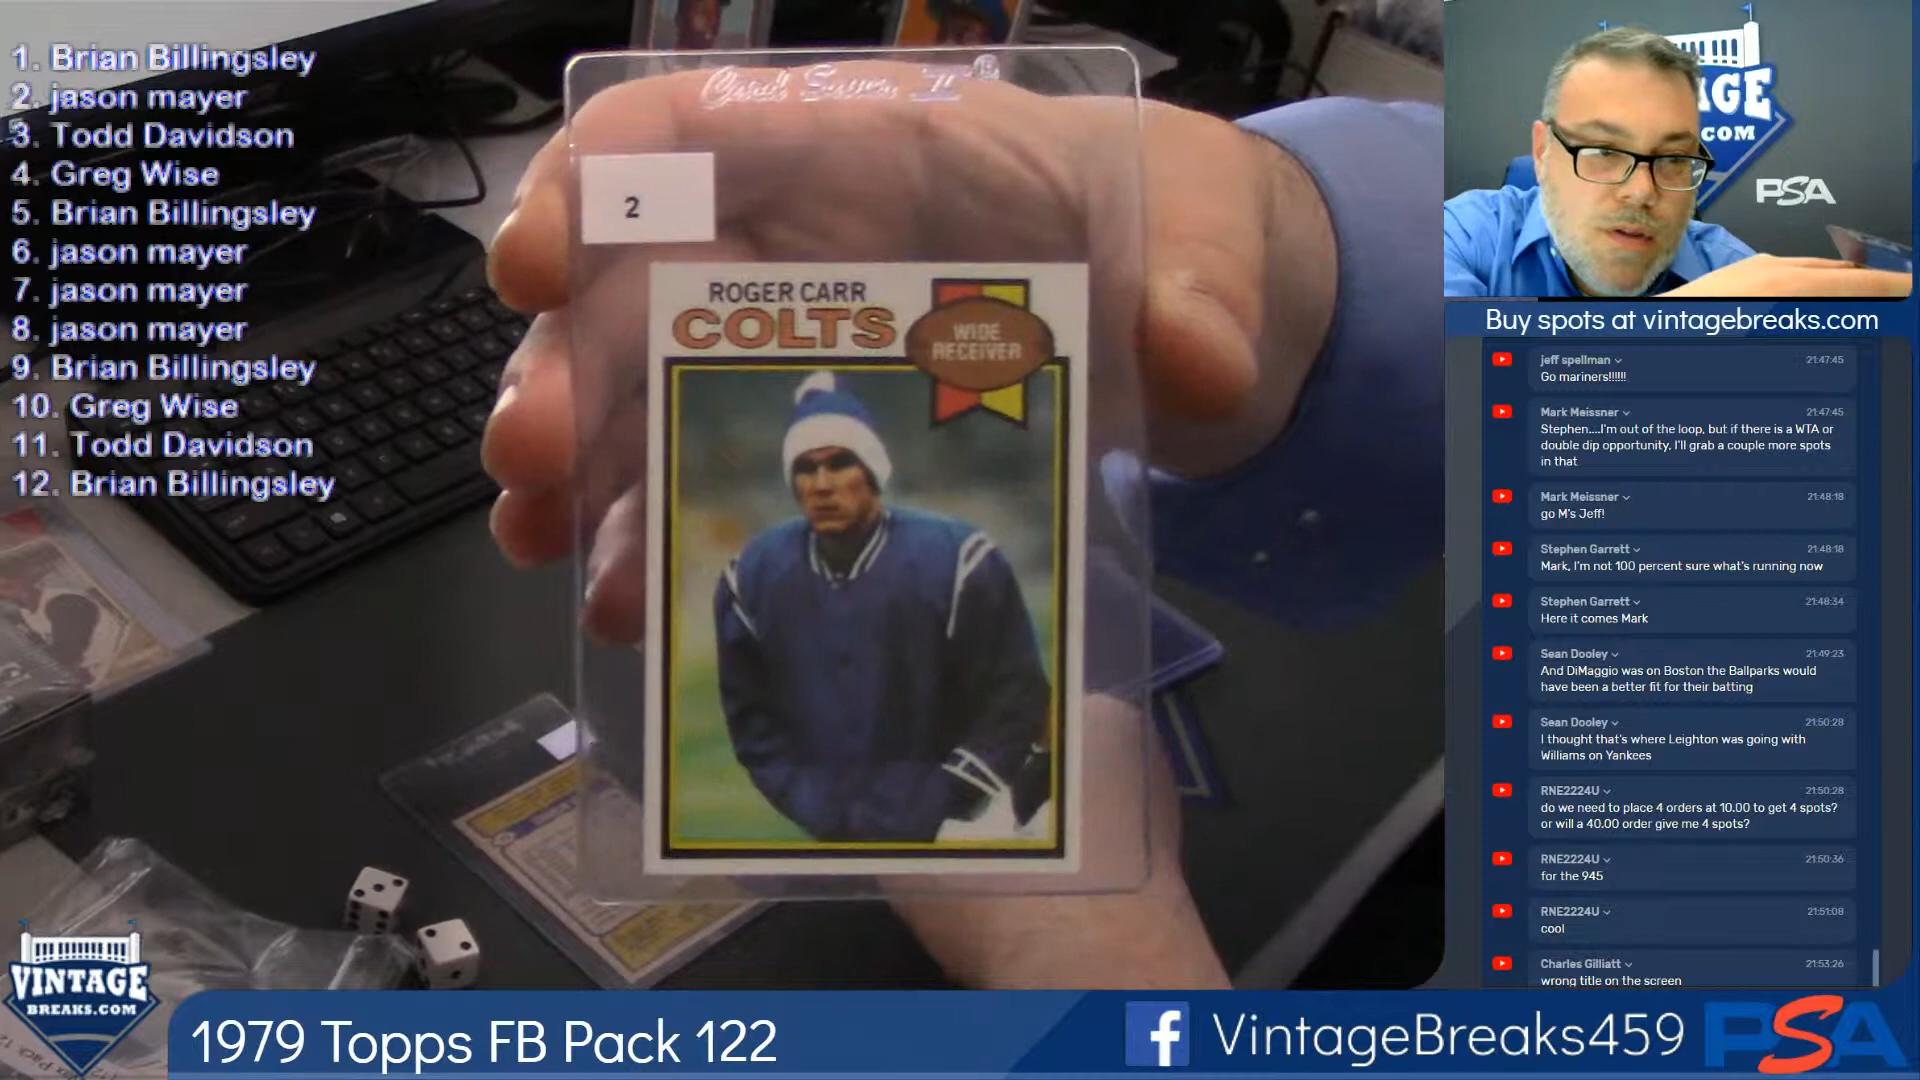 1. Brian Billingsley
2. jason mayer
3. Todd Davidson
4. Greg Wise
5. Brian Billingsley
6. jason mayer
7. jason mayer
8. jason mayer
9. Brian Billingsley
10. Greg Wise
11. Todd Davidson
12. Brian Billingsley
Card Saver II®
2
ROGER CARR
COLTS
WIDE
RECEIVER
AGE
.COM
PSA
Buy spots at vintagebreaks.com
jeff spellman 21:47:45
Go mariners!!!!!!
Mark Meissner 21:47:45
Stephen....I'm out of the loop, but if there is a WTA or
double dip opportunity, I'll grab a couple more spots
in that
Mark Meissner 21:48:18
go M's Jeff!
Stephen Garrett 21:48:18
Mark, I'm not 100 percent sure what's running now
Stephen Garrett 21:48:34
Here it comes Mark
Sean Dooley 21:49:23
And DiMaggio was on Boston the Ballparks would
have been a better fit for their batting
Sean Dooley 21:50:28
I thought that's where Leighton was going with
Williams on Yankees
RNE2224U 21:50:28
do we need to place 4 orders at 10.00 to get 4 spots?
or will a 40.00 order give me 4 spots?
RNE2224U 21:50:36
for the 945
RNE2224U 21:51:08
cool
Charles Gilliatt 21:53:26
wrong title on the screen
VINTAGE
BREAKS.COM
1979 Topps FB Pack 122
f VintageBreaks459
PSA